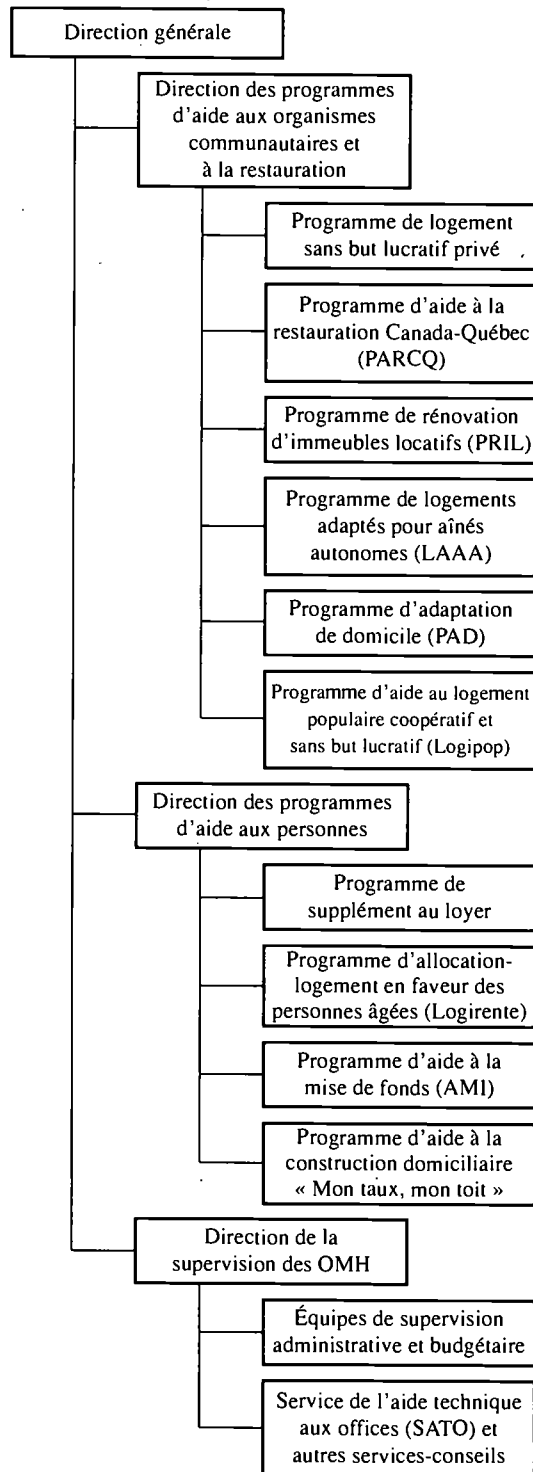 Direction générale
Direction des programmes
d'aide aux organismes
communautaires et
à la restauration
Programme de logement
sans but lucratif privé
Programme d'aide à la
restauration Canada-Québec
(PARCQ)
Programme de rénovation
d'immeubles locatifs (PRIL)
Programme de logements
adaptés pour aînés
autonomes (LAAA)
Programme d'adaptation
de domicile (PAD)
Programme d'aide au logement
populaire coopératif et
sans but lucratif (Logipop)
Direction des programmes
d'aide aux personnes
Programme de
supplément au loyer
Programme d'allocation-
logement en faveur des
personnes âgées (Logirente)
Programme d'aide à la
mise de fonds (AMI)
Programme d'aide à la
construction domiciliaire
« Mon taux, mon toit »
Direction de la
supervision des OMH
Équipes de supervision
administrative et budgétaire
Service de l'aide technique
aux offices (SATO) et
autres services-conseils